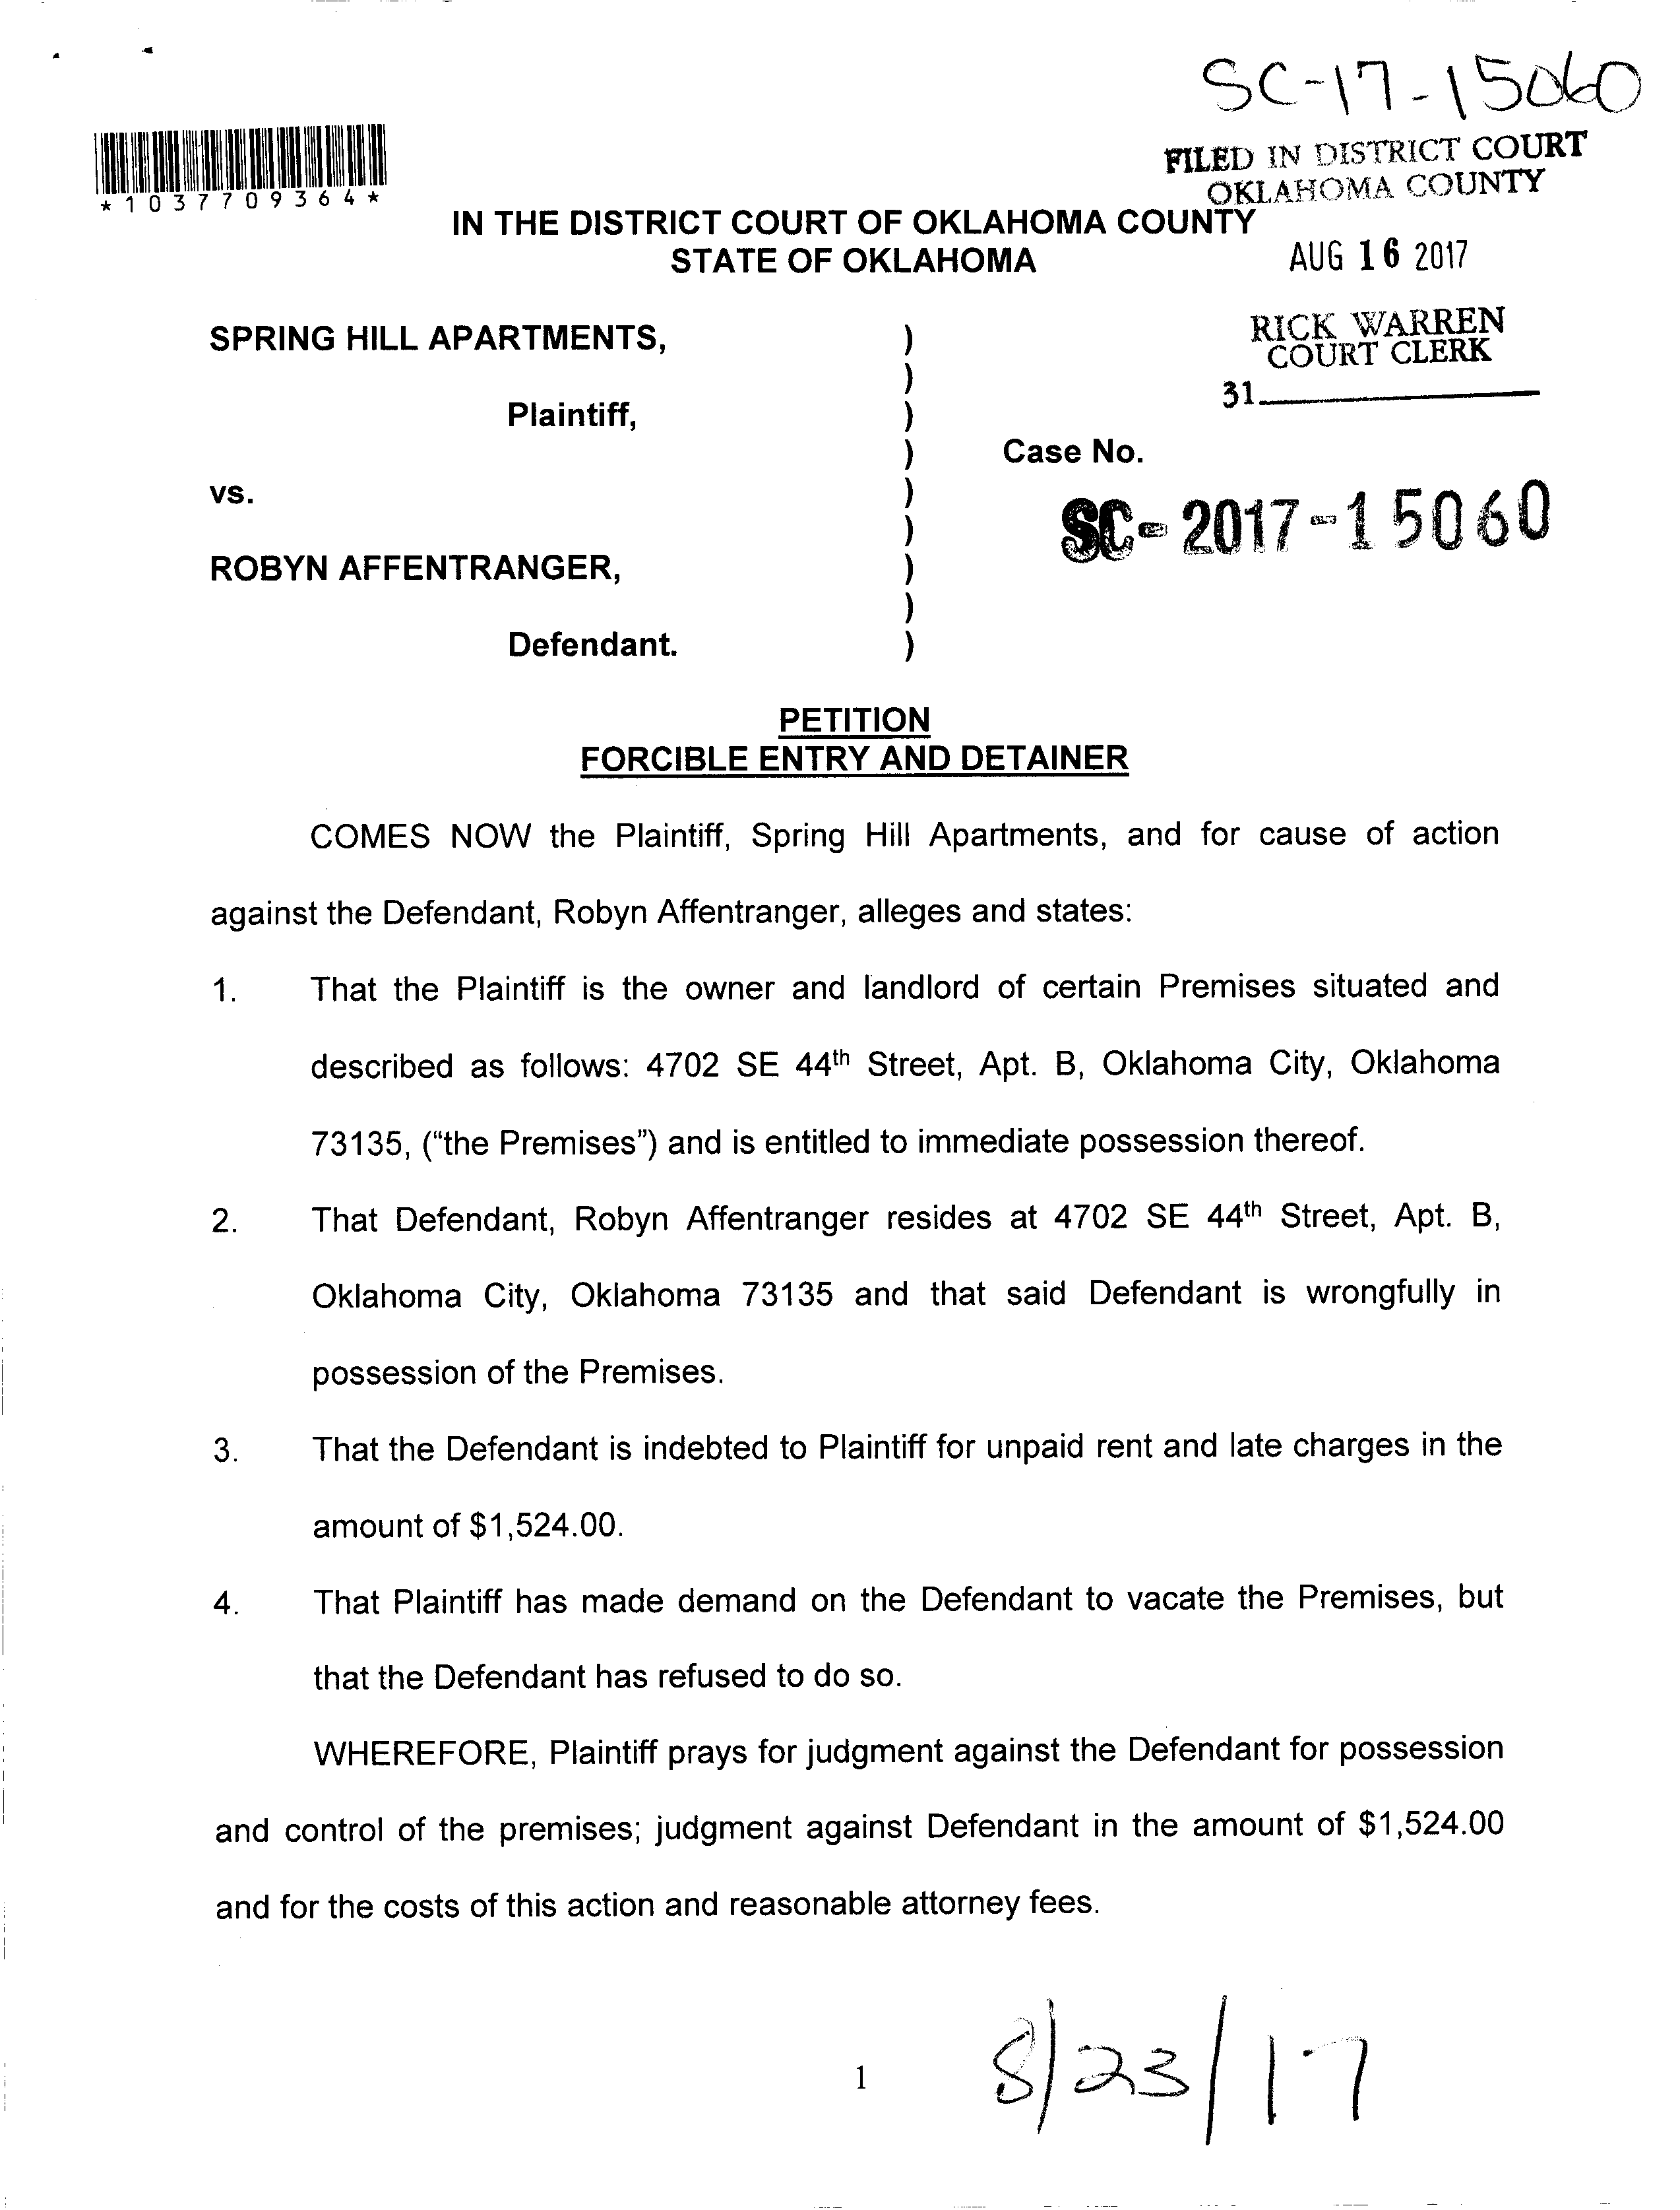 SC-17-15060
FILED IN DISTRICT COURT
OKLAHOMA COUNTY
*1037709364*
IN THE DISTRICT COURT OF OKLAHOMA COUNTY
STATE OF OKLAHOMA
AUG 16 2017
RICK WARREN
COURT CLERK
31
SPRING HILL APARTMENTS, )
)
Plaintiff, )
) Case No.
vs. )
) SC-2017-15060
ROBYN AFFENTRANGER, )
)
Defendant. )
PETITION
FORCIBLE ENTRY AND DETAINER
COMES NOW the Plaintiff, Spring Hill Apartments, and for cause of action
against the Defendant, Robyn Affentranger, alleges and states:
1. That the Plaintiff is the owner and landlord of certain Premises situated and
described as follows: 4702 SE 44th Street, Apt. B, Oklahoma City, Oklahoma
73135, (“the Premises”) and is entitled to immediate possession thereof.
2. That Defendant, Robyn Affentranger resides at 4702 SE 44th Street, Apt. B,
Oklahoma City, Oklahoma 73135 and that said Defendant is wrongfully in
possession of the Premises.
3. That the Defendant is indebted to Plaintiff for unpaid rent and late charges in the
amount of $1,524.00.
4. That Plaintiff has made demand on the Defendant to vacate the Premises, but
that the Defendant has refused to do so.
WHEREFORE, Plaintiff prays for judgment against the Defendant for possession
and control of the premises; judgment against Defendant in the amount of $1,524.00
and for the costs of this action and reasonable attorney fees.
1
8/23/17